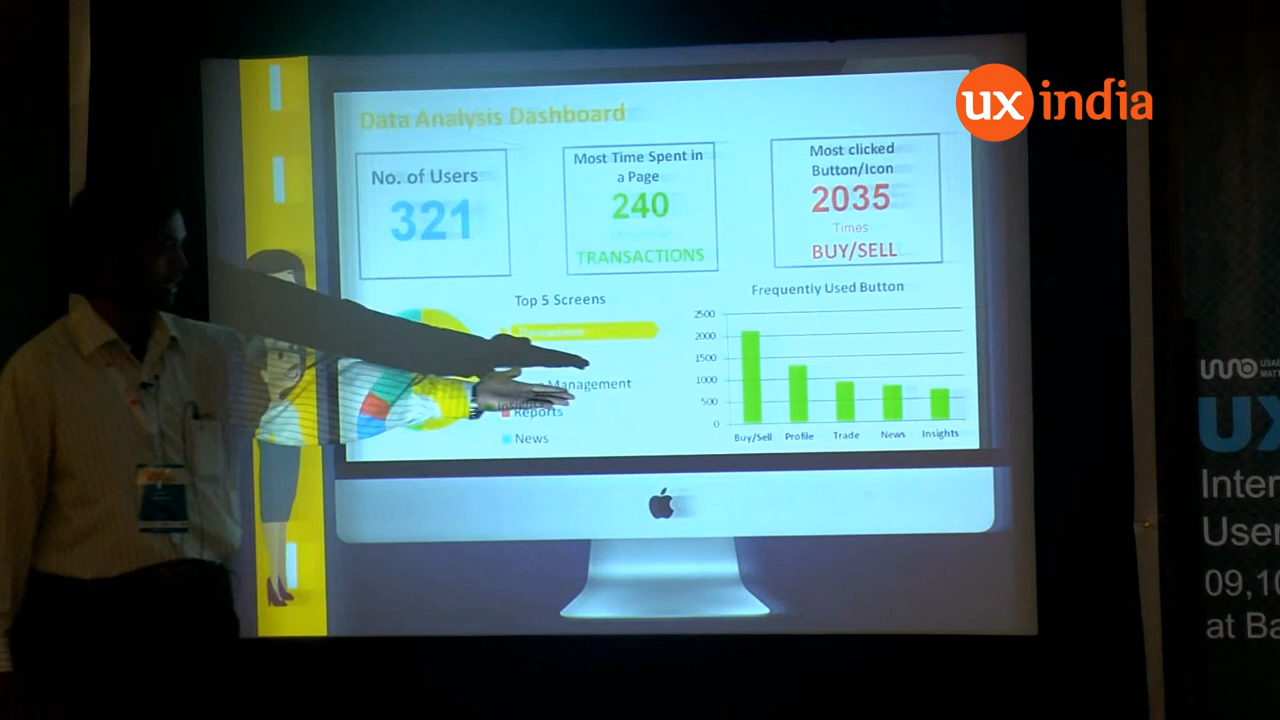 ux india
Data Analysis Dashboard
No. of Users
321
Most Time Spent in
a Page
240
TRANSACTIONS
Most clicked
Button/Icon
2035
Times
BUY/SELL
Top 5 Screens
Transactions
Management
Reports
News
Frequently Used Button
2500
2000
1500
1000
500
0
Buy/Sell Profile Trade News Insights
UX
Inter
User
09,10
at Ba